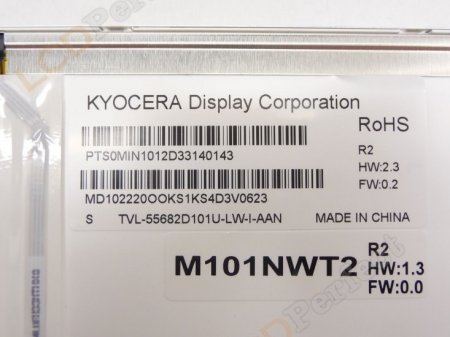 KYOCERA Display Corporation
RoHS
PTS0MIN1012D33140143
R2
HW:2.3
FW:0.2
MD102220OOKS1KS4D3V0623
S TVL-55682D101U-LW-I-AAN MADE IN CHINA
M101NWT2
R2
HW:1.3
FW:0.0
LCDPerfect